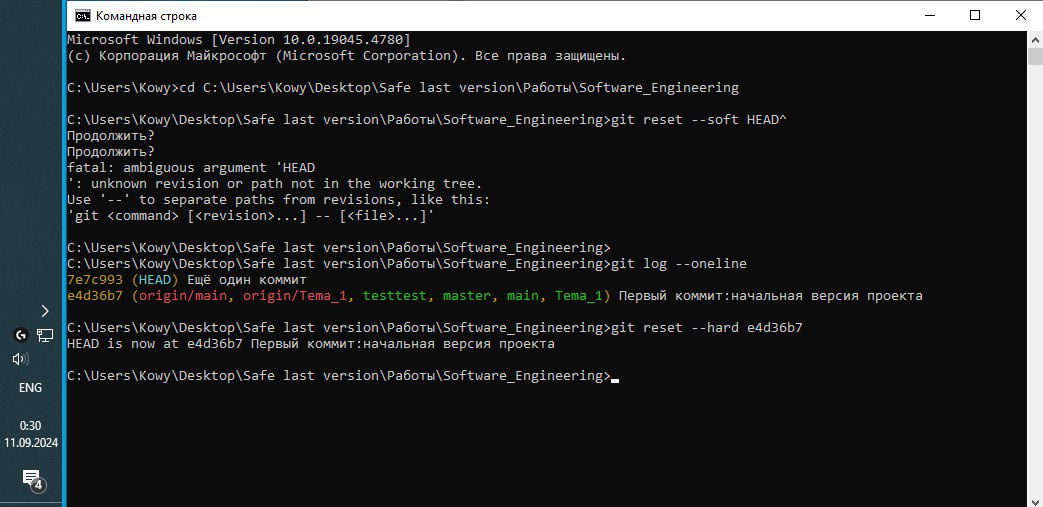 Командная строка
Microsoft Windows [Version 10.0.19045.4780]
(c) Корпорация Майкрософт (Microsoft Corporation). Все права защищены.
C:\Users\Kowy>cd C:\Users\Kowy\Desktop\Safe last version\Работы\Software_Engineering
C:\Users\Kowy\Desktop\Safe last version\Работы\Software_Engineering>git reset --soft HEAD^
Продолжить?
Продолжить?
fatal: ambiguous argument 'HEAD
': unknown revision or path not in the working tree.
Use '--' to separate paths from revisions, like this:
'git <command> [<revision>...] -- [<file>...]'
C:\Users\Kowy\Desktop\Safe last version\Работы\Software_Engineering>
C:\Users\Kowy\Desktop\Safe last version\Работы\Software_Engineering>git log --oneline
7e7c993 (HEAD) Ещё один коммит
e4d36b7 (origin/main, origin/Tema_1, testtest, master, main, Tema_1) Первый коммит:начальная версия проекта
C:\Users\Kowy\Desktop\Safe last version\Работы\Software_Engineering>git reset --hard e4d36b7
HEAD is now at e4d36b7 Первый коммит:начальная версия проекта
C:\Users\Kowy\Desktop\Safe last version\Работы\Software_Engineering>
ENG
0:30
11.09.2024
4